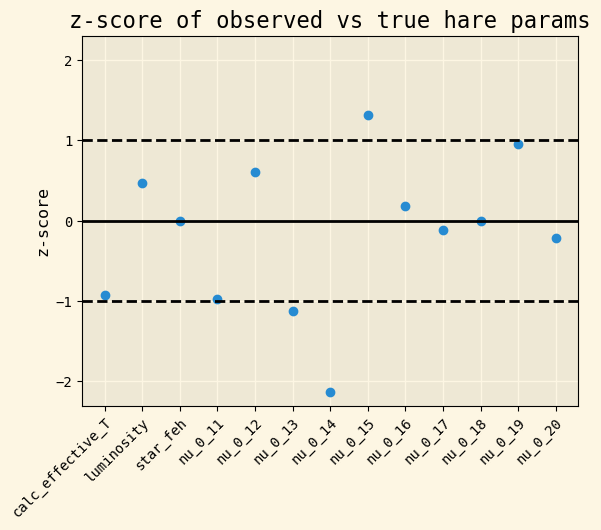 z-score of observed vs true hare params
z-score
2
1
0
−1
−2
calc_effective_T
luminosity
star_feh
nu_0_11
nu_0_12
nu_0_13
nu_0_14
nu_0_15
nu_0_16
nu_0_17
nu_0_18
nu_0_19
nu_0_20